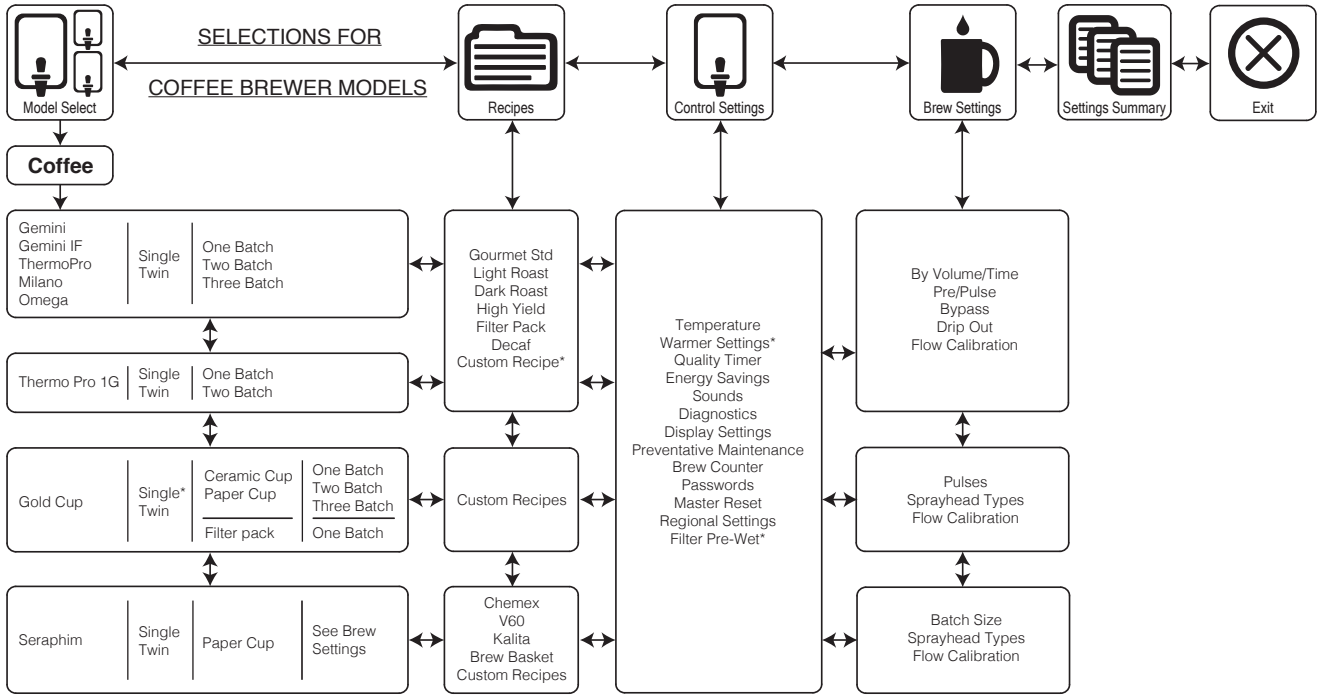 SELECTIONS FOR
COFFEE BREWER MODELS
Model Select
Recipes
Control Settings
Brew Settings
Settings Summary
Exit
Coffee
Gemini
Gemini IF
ThermoPro
Milano
Omega
Single
Twin
One Batch
Two Batch
Three Batch
Thermo Pro 1G
Single
Twin
One Batch
Two Batch
Gold Cup
Single*
Twin
Ceramic Cup
Paper Cup
Filter pack
One Batch
Two Batch
Three Batch
One Batch
Seraphim
Single
Twin
Paper Cup
See Brew
Settings
Gourmet Std
Light Roast
Dark Roast
High Yield
Filter Pack
Decaf
Custom Recipe*
Custom Recipes
Chemex
V60
Kalita
Brew Basket
Custom Recipes
Temperature
Warmer Settings*
Quality Timer
Energy Savings
Sounds
Diagnostics
Display Settings
Preventative Maintenance
Brew Counter
Passwords
Master Reset
Regional Settings
Filter Pre-Wet*
By Volume/Time
Pre/Pulse
Bypass
Drip Out
Flow Calibration
Pulses
Sprayhead Types
Flow Calibration
Batch Size
Sprayhead Types
Flow Calibration